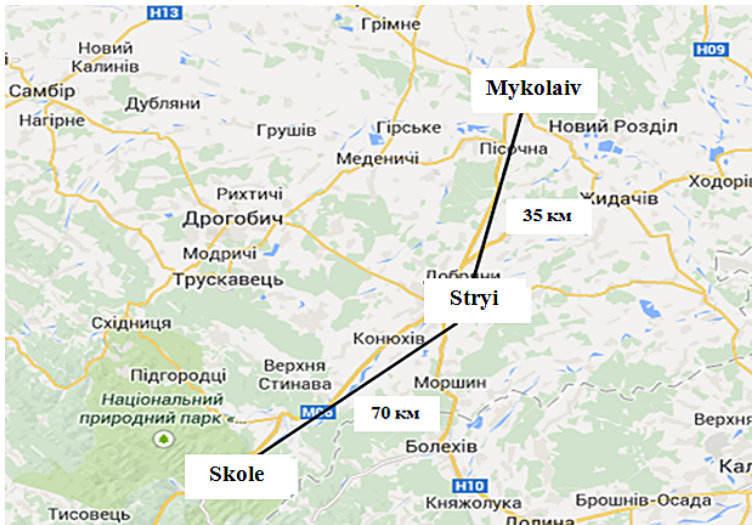 H13
H09
Новий
Калинів
Грімне
Самбір
Нагірне
Дубляни
Mykolaiv
Грушів
Гірське
Новий Розділ
Меденичі
Пісочна
Ходорів
Рихтичі
Дрогобич
35 км
Жидачів
Модричі
Трускавець
Добряни
Stryi
Східниця
Конюхів
Верхня
Стинава
Підгородці
Моршин
Національний
природний парк «...
M06
70 км
Верхня
Болехів
Кал
Skole
H10
Княжолука
Брошнів-Осада
Тисовець
Долина